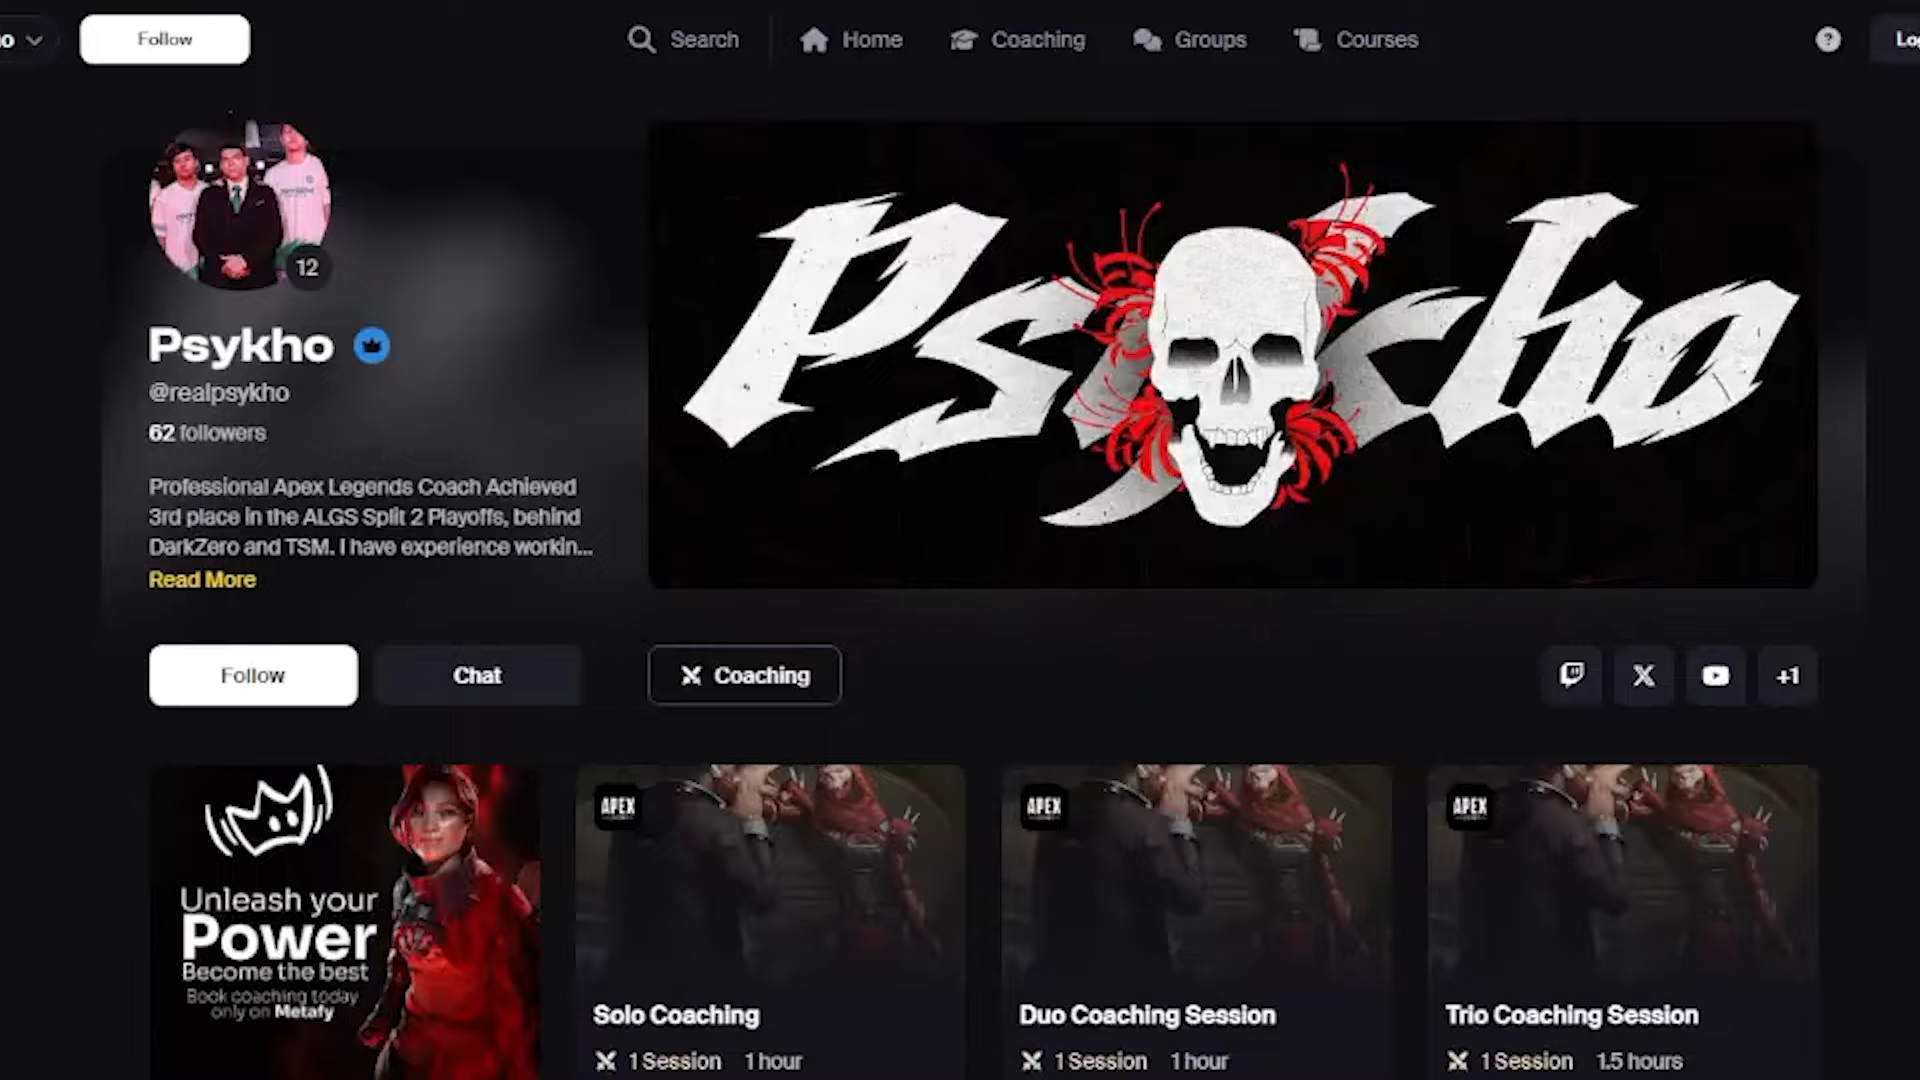 o
Follow
Search
Home
Coaching
Groups
Courses
?
Lo
12
Psykho
Psykho
@realpsykho
62 followers
Professional Apex Legends Coach Achieved
3rd place in the ALGS Split 2 Playoffs, behind
DarkZero and TSM. I have experience workin...
Read More
Follow
Chat
Coaching
X
+1
Unleash your
Power
Become the best
Book coaching today
only on Metafy
APEX
Solo Coaching
1 Session 1 hour
APEX
Duo Coaching Session
1 Session 1 hour
APEX
Trio Coaching Session
1 Session 1.5 hours